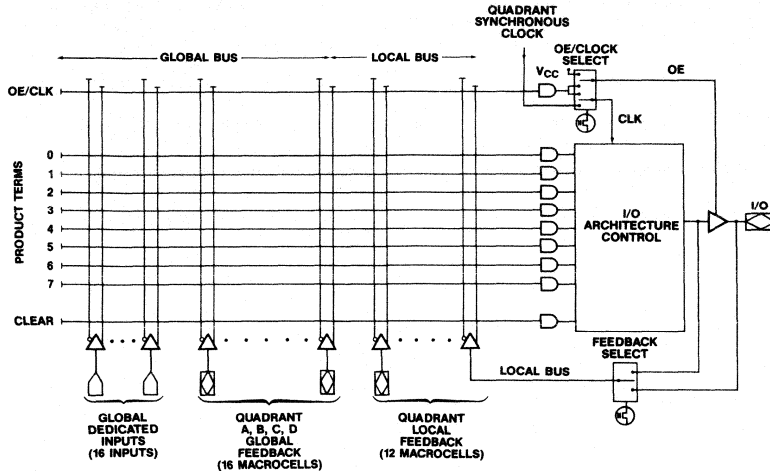 QUADRANT
SYNCHRONOUS
CLOCK
OE/CLOCK
SELECT
GLOBAL BUS
LOCAL BUS
VCC
OE
OE/CLK
CLK
PRODUCT TERMS
0
1
2
3
4
5
6
7
CLEAR
I/O
ARCHITECTURE
CONTROL
I/O
FEEDBACK
SELECT
LOCAL BUS
GLOBAL
DEDICATED
INPUTS
(16 INPUTS)
QUADRANT
A, B, C, D
GLOBAL
FEEDBACK
(16 MACROCELLS)
QUADRANT
LOCAL
FEEDBACK
(12 MACROCELLS)